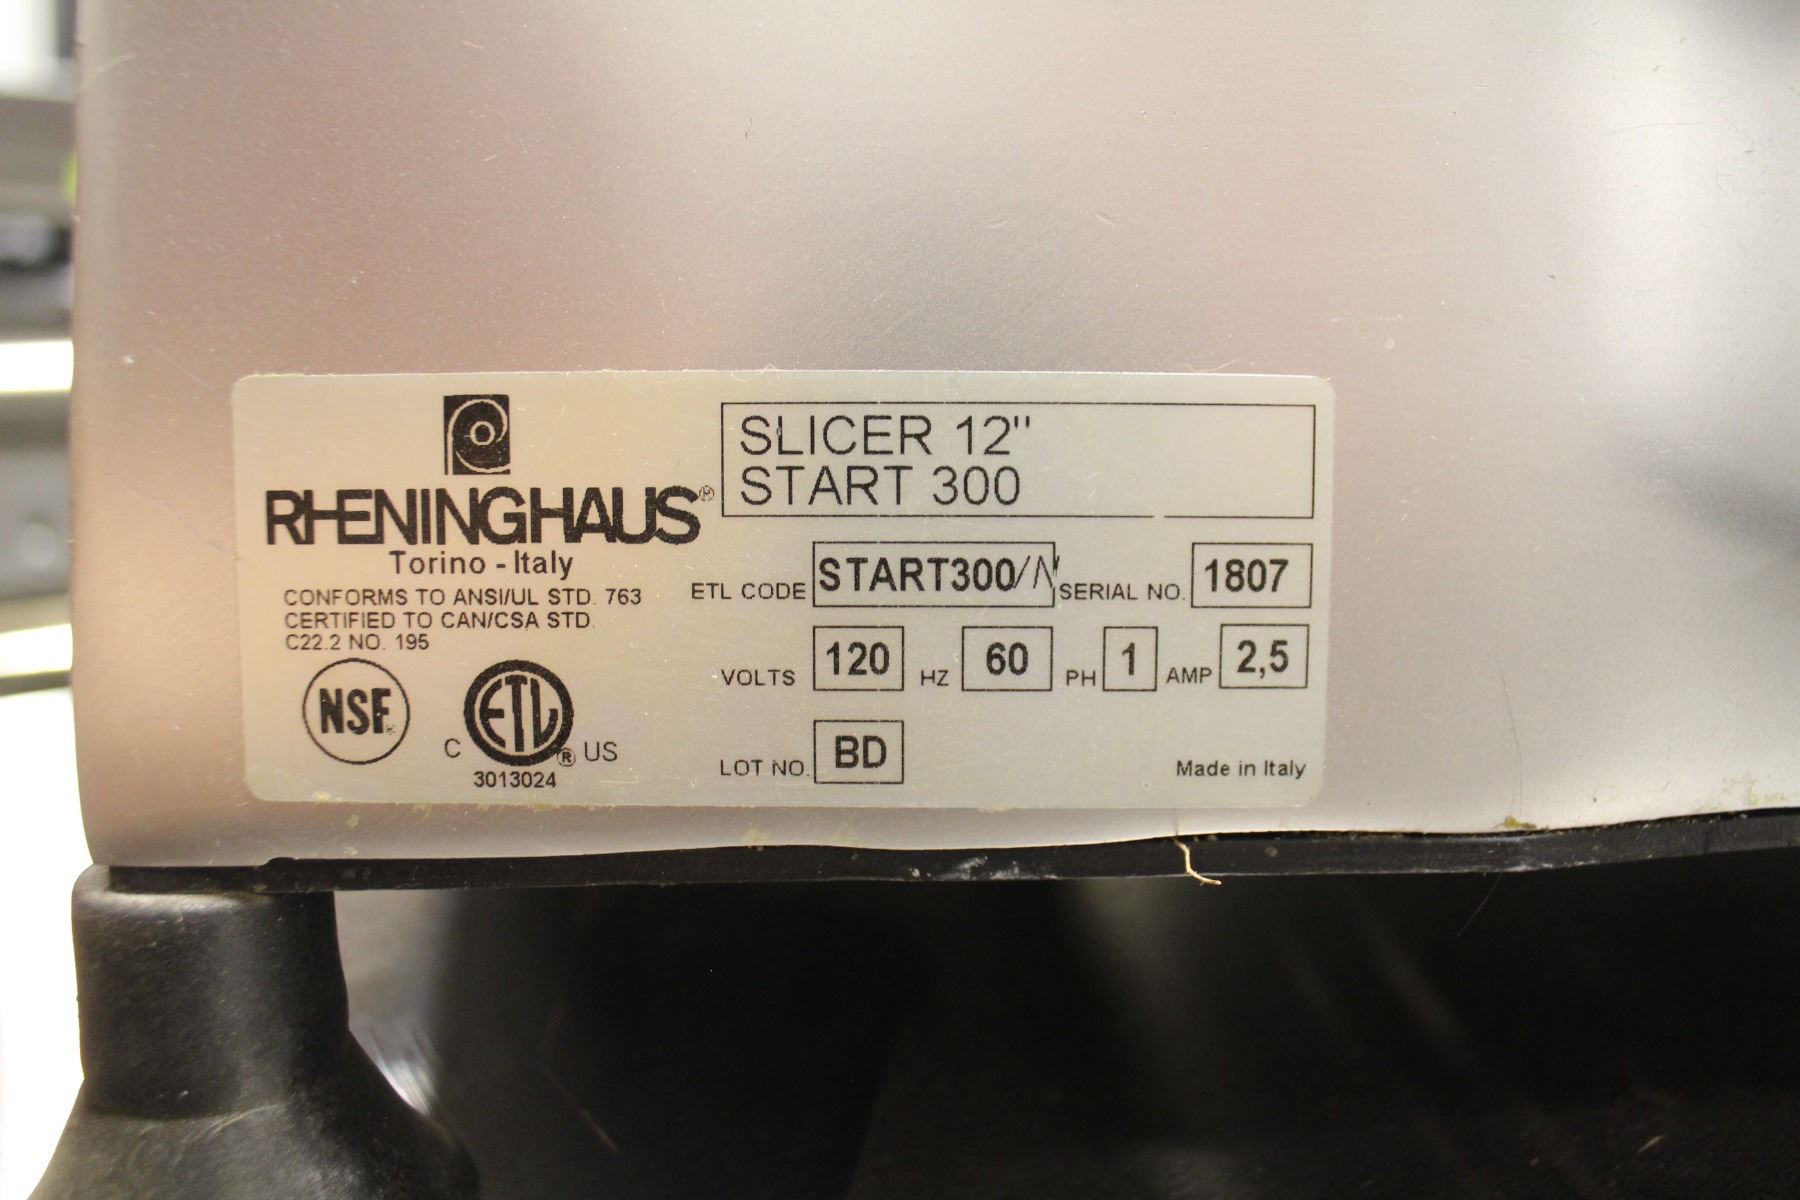 RHENINGHAUS®
Torino - Italy
CONFORMS TO ANSI/UL STD. 763
CERTIFIED TO CAN/CSA STD.
C22.2 NO. 195
NSF
C ETL ® US
3013024
SLICER 12"
START 300
ETL CODE START300/N SERIAL NO. 1807
VOLTS 120 HZ 60 PH 1 AMP 2,5
LOT NO. BD
Made in Italy